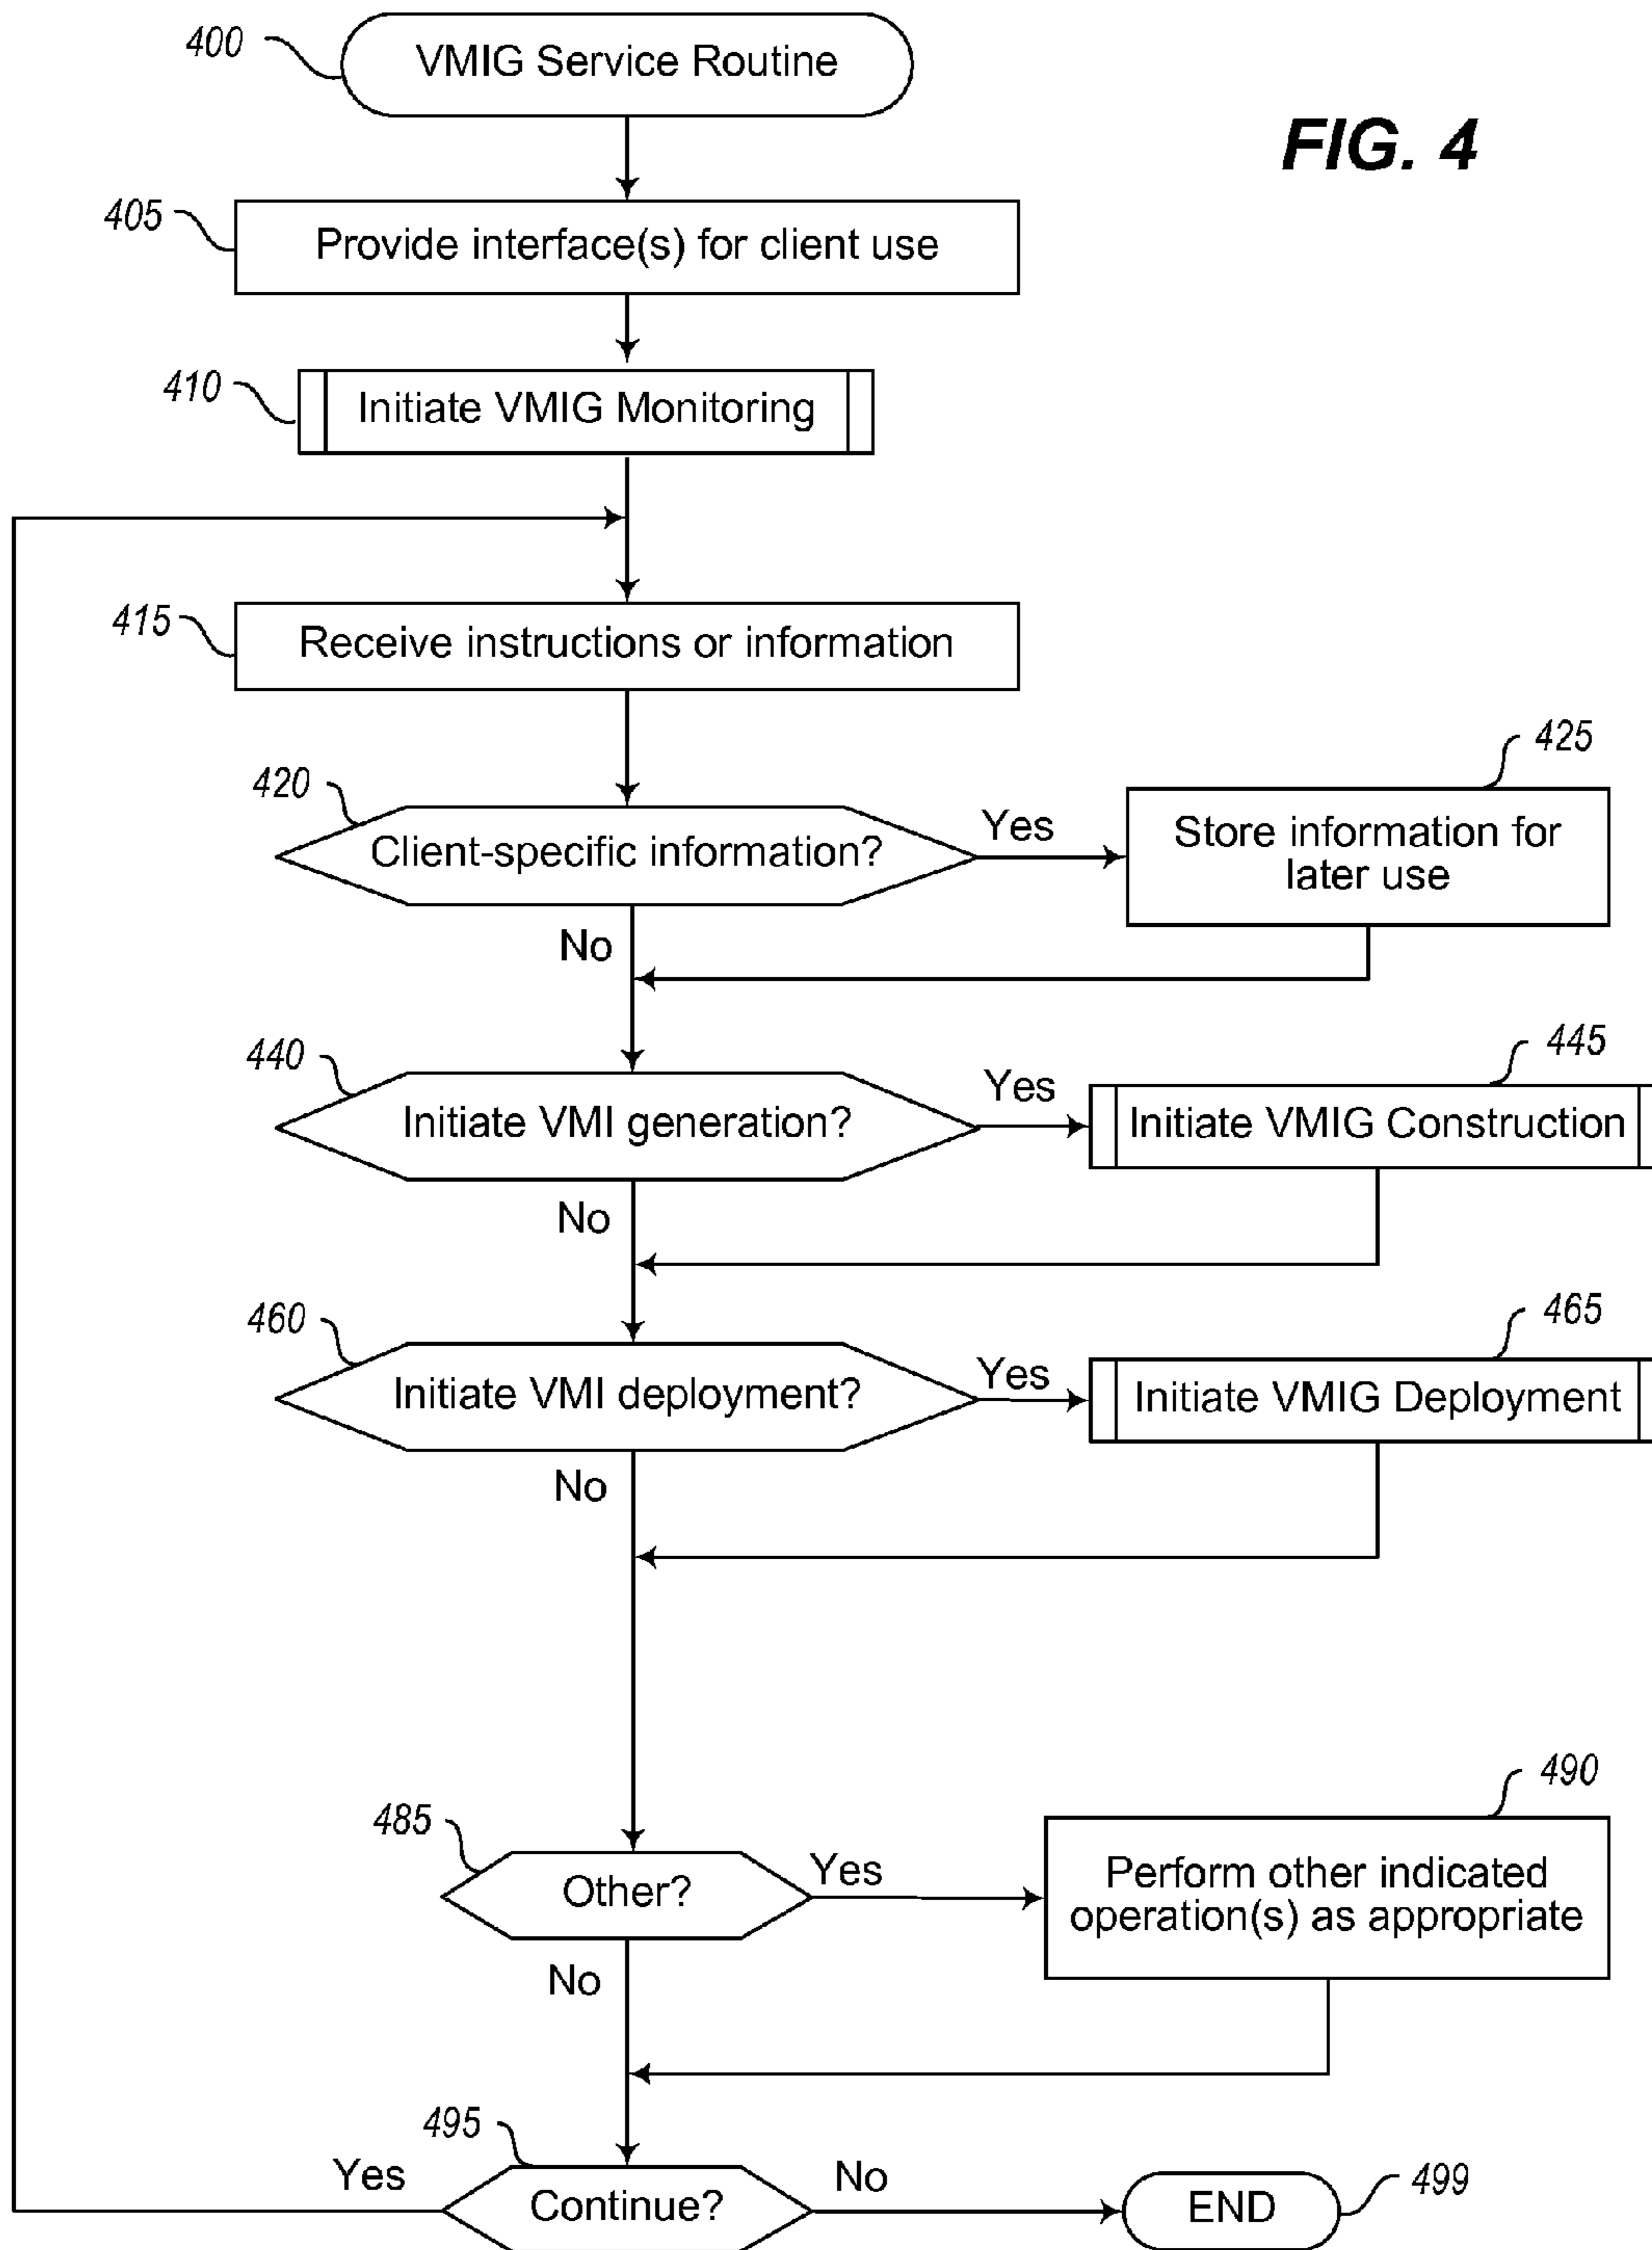 400
VMIG Service Routine
FIG. 4
405
Provide interface(s) for client use
410
Initiate VMIG Monitoring
415
Receive instructions or information
420
Client-specific information?
Yes
425
Store information for
later use
No
440
Initiate VMI generation?
Yes
445
Initiate VMIG Construction
No
460
Initiate VMI deployment?
Yes
465
Initiate VMIG Deployment
No
485
Other?
Yes
490
Perform other indicated
operation(s) as appropriate
No
495
Yes
Continue?
No
END
499